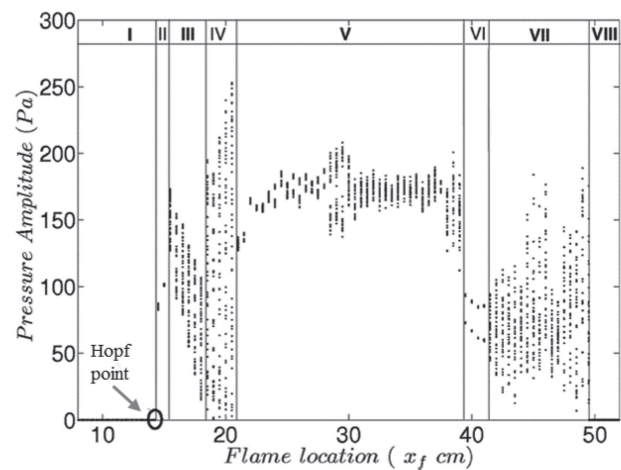 300
I II III IV V VI VII VIII
250
200
150
100
50
0
Pressure Amplitude (Pa)
Hopf
point
10 20 30 40 50
Flame location ( x_f cm)